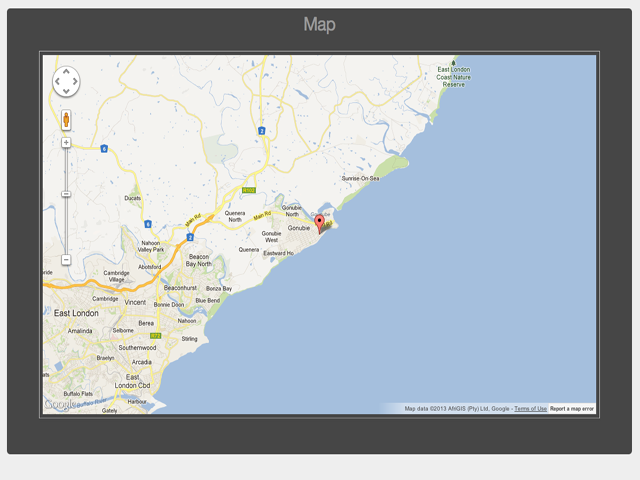 Map
East London
Coast Nature
Reserve
2
6
Sunrise-On-Sea
R102
Ducats
Gonubie
North
Quenera
North
Main Rd
Main Rd
6
Gonubie
Gonubie
West
2
Nahoon
Valley Park
Quenera
Eastward Ho
Beacon
Bay North
Abbotsford
Cambridge
Village
Beaconhurst
Bonza Bay
Cambridge
Vincent
Blue Bend
Bonnie Doon
East London
Berea
Nahoon
Amalinda
Selborne
R72
Stirling
Southernwood
Braelyn
Arcadia
East
London Cbd
Buffalo Flats
Buffalo River
Harbour
Google
Gately
Map data ©2013 AfriGIS (Pty) Ltd, Google - Terms of Use
Report a map error